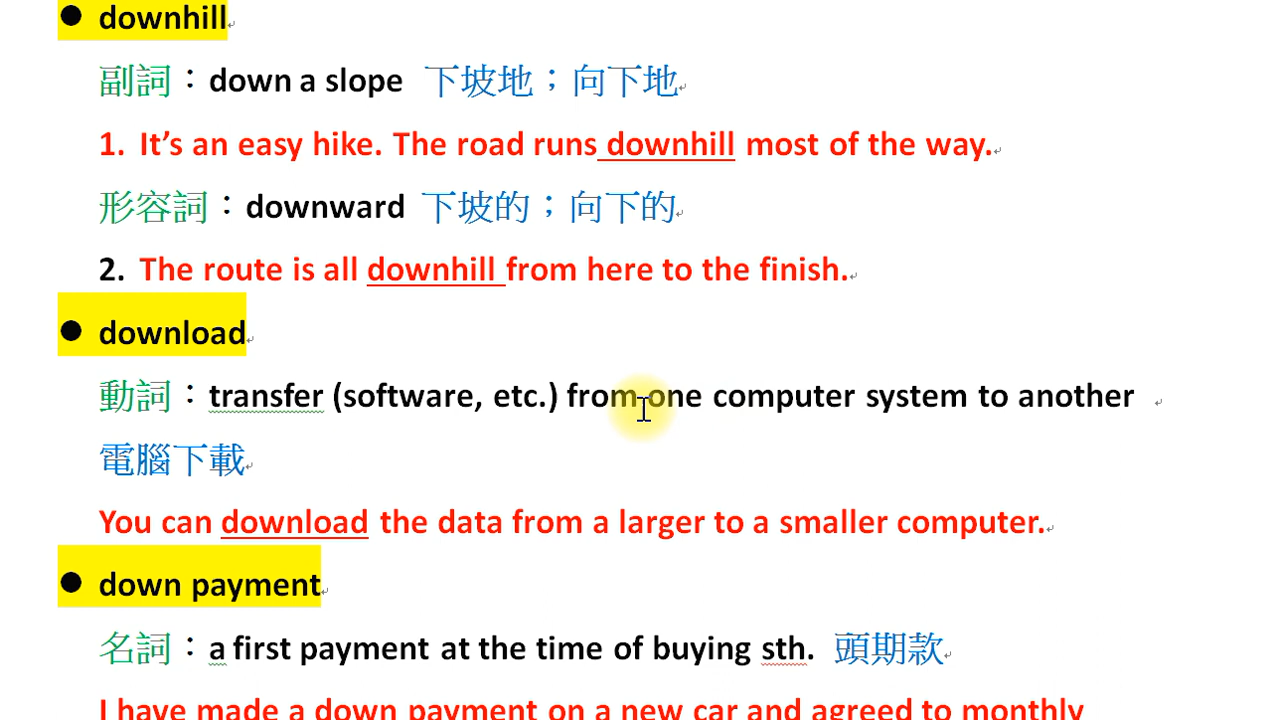 ● downhill
副詞：down a slope 下坡地；向下地
1. It's an easy hike. The road runs downhill most of the way.
形容詞：downward 下坡的；向下的
2. The route is all downhill from here to the finish.
● download
動詞：transfer (software, etc.) from one computer system to another
電腦下載
You can download the data from a larger to a smaller computer.
● down payment
名詞：a first payment at the time of buying sth. 頭期款
I have made a down payment on a new car and agreed to monthly